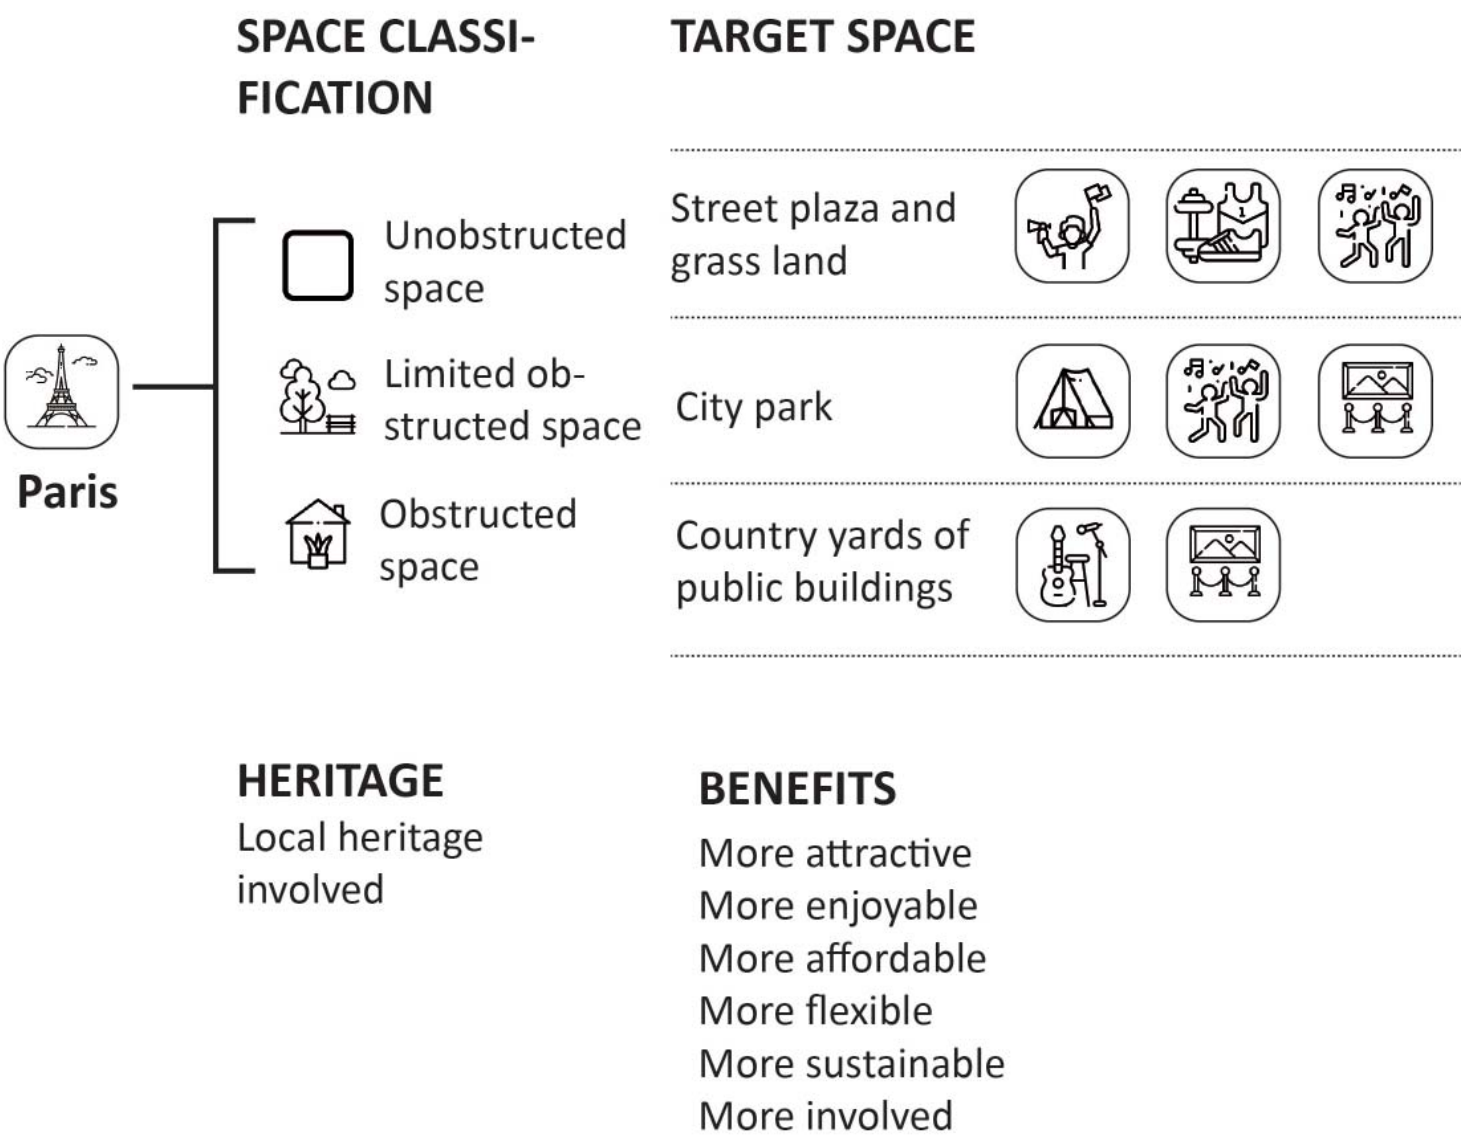 SPACE CLASSI-
FICATION
TARGET SPACE
Paris
Unobstructed
space
Street plaza and
grass land
1
Limited ob-
structed space
City park
Obstructed
space
Country yards of
public buildings
HERITAGE
Local heritage
involved
BENEFITS
More attractive
More enjoyable
More affordable
More flexible
More sustainable
More involved